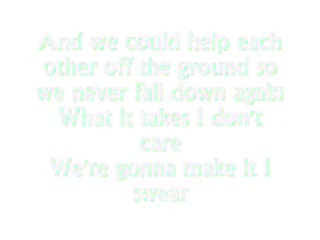 And we could help each
other off the ground so
we never fall down again
What it takes I don't
care
We're gonna make it I
swear